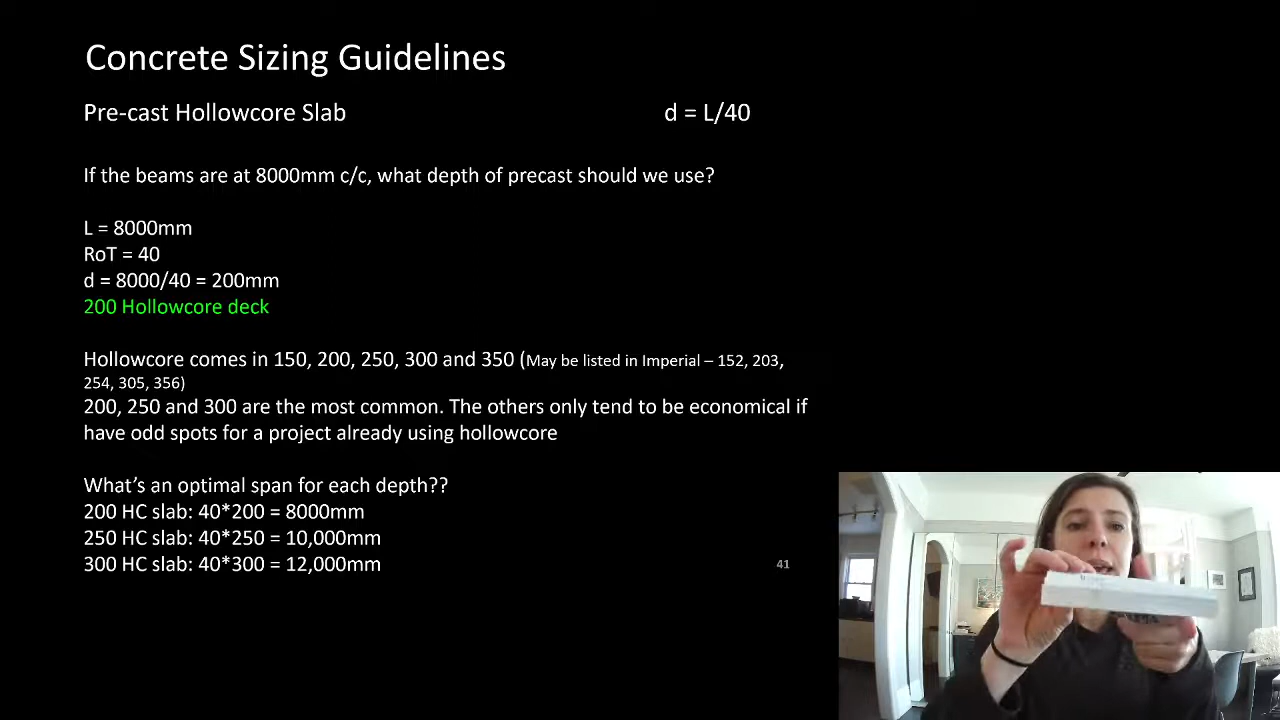 Concrete Sizing Guidelines
Pre-cast Hollowcore Slab d = L/40
If the beams are at 8000mm c/c, what depth of precast should we use?
L = 8000mm
RoT = 40
d = 8000/40 = 200mm
200 Hollowcore deck
Hollowcore comes in 150, 200, 250, 300 and 350 (May be listed in Imperial – 152, 203,
254, 305, 356)
200, 250 and 300 are the most common. The others only tend to be economical if
have odd spots for a project already using hollowcore
What's an optimal span for each depth??
200 HC slab: 40*200 = 8000mm
250 HC slab: 40*250 = 10,000mm
300 HC slab: 40*300 = 12,000mm
41